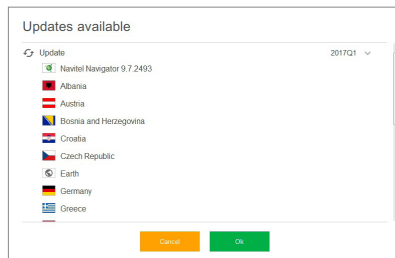 Updates available
Update 2017Q1
Navitel Navigator 9.7.2493
Albania
Austria
Bosnia and Herzegovina
Croatia
Czech Republic
Earth
Germany
Greece
Cancel Ok